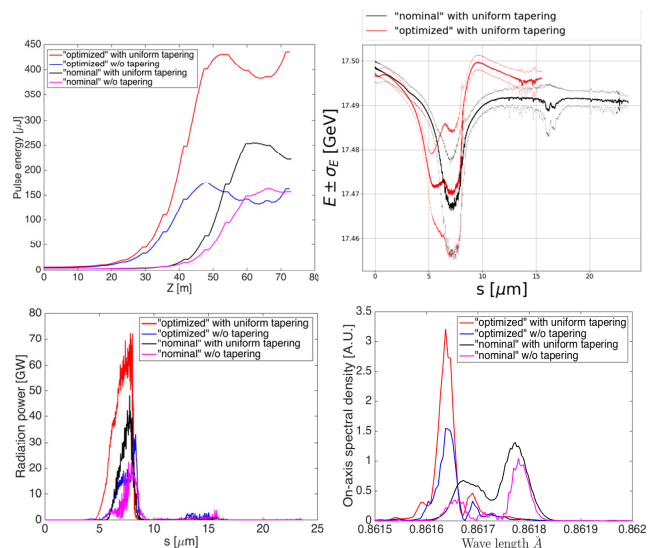 "optimized" with uniform tapering
"optimized" w/o tapering
"nominal" with uniform tapering
"nominal" w/o tapering
450
400
350
300
250
200
150
100
50
0
Pulse energy [μJ]
0 10 20 30 40 50 60 70 80
Z [m]
"nominal" with uniform tapering
"optimized" with uniform tapering
17.50
17.49
17.48
17.47
17.46
E ± σE [GeV]
0 5 10 15 20
s [μm]
"optimized" with uniform tapering
"optimized" w/o tapering
"nominal" with uniform tapering
"nominal" w/o tapering
80
70
60
50
40
30
20
10
0
Radiation power [GW]
0 5 10 15 20 25
s [μm]
"optimized" with uniform tapering
"optimized" w/o tapering
"nominal" with uniform tapering
"nominal" w/o tapering
3.5
3
2.5
2
1.5
1
0.5
0
On-axis spectral density [A.U.]
0.8615 0.8616 0.8617 0.8618 0.8619 0.862
Wave length Å